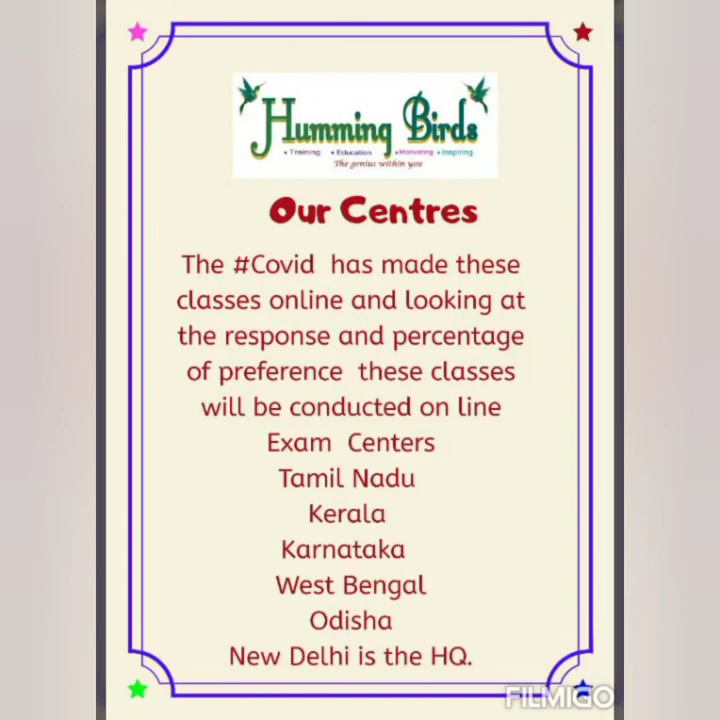 Humming Birds
• Training • Education • Motivating • Inspiring
The genius within you
Our Centres
The #Covid has made these
classes online and looking at
the response and percentage
of preference these classes
will be conducted on line
Exam Centers
Tamil Nadu
Kerala
Karnataka
West Bengal
Odisha
New Delhi is the HQ.
FILMIGO